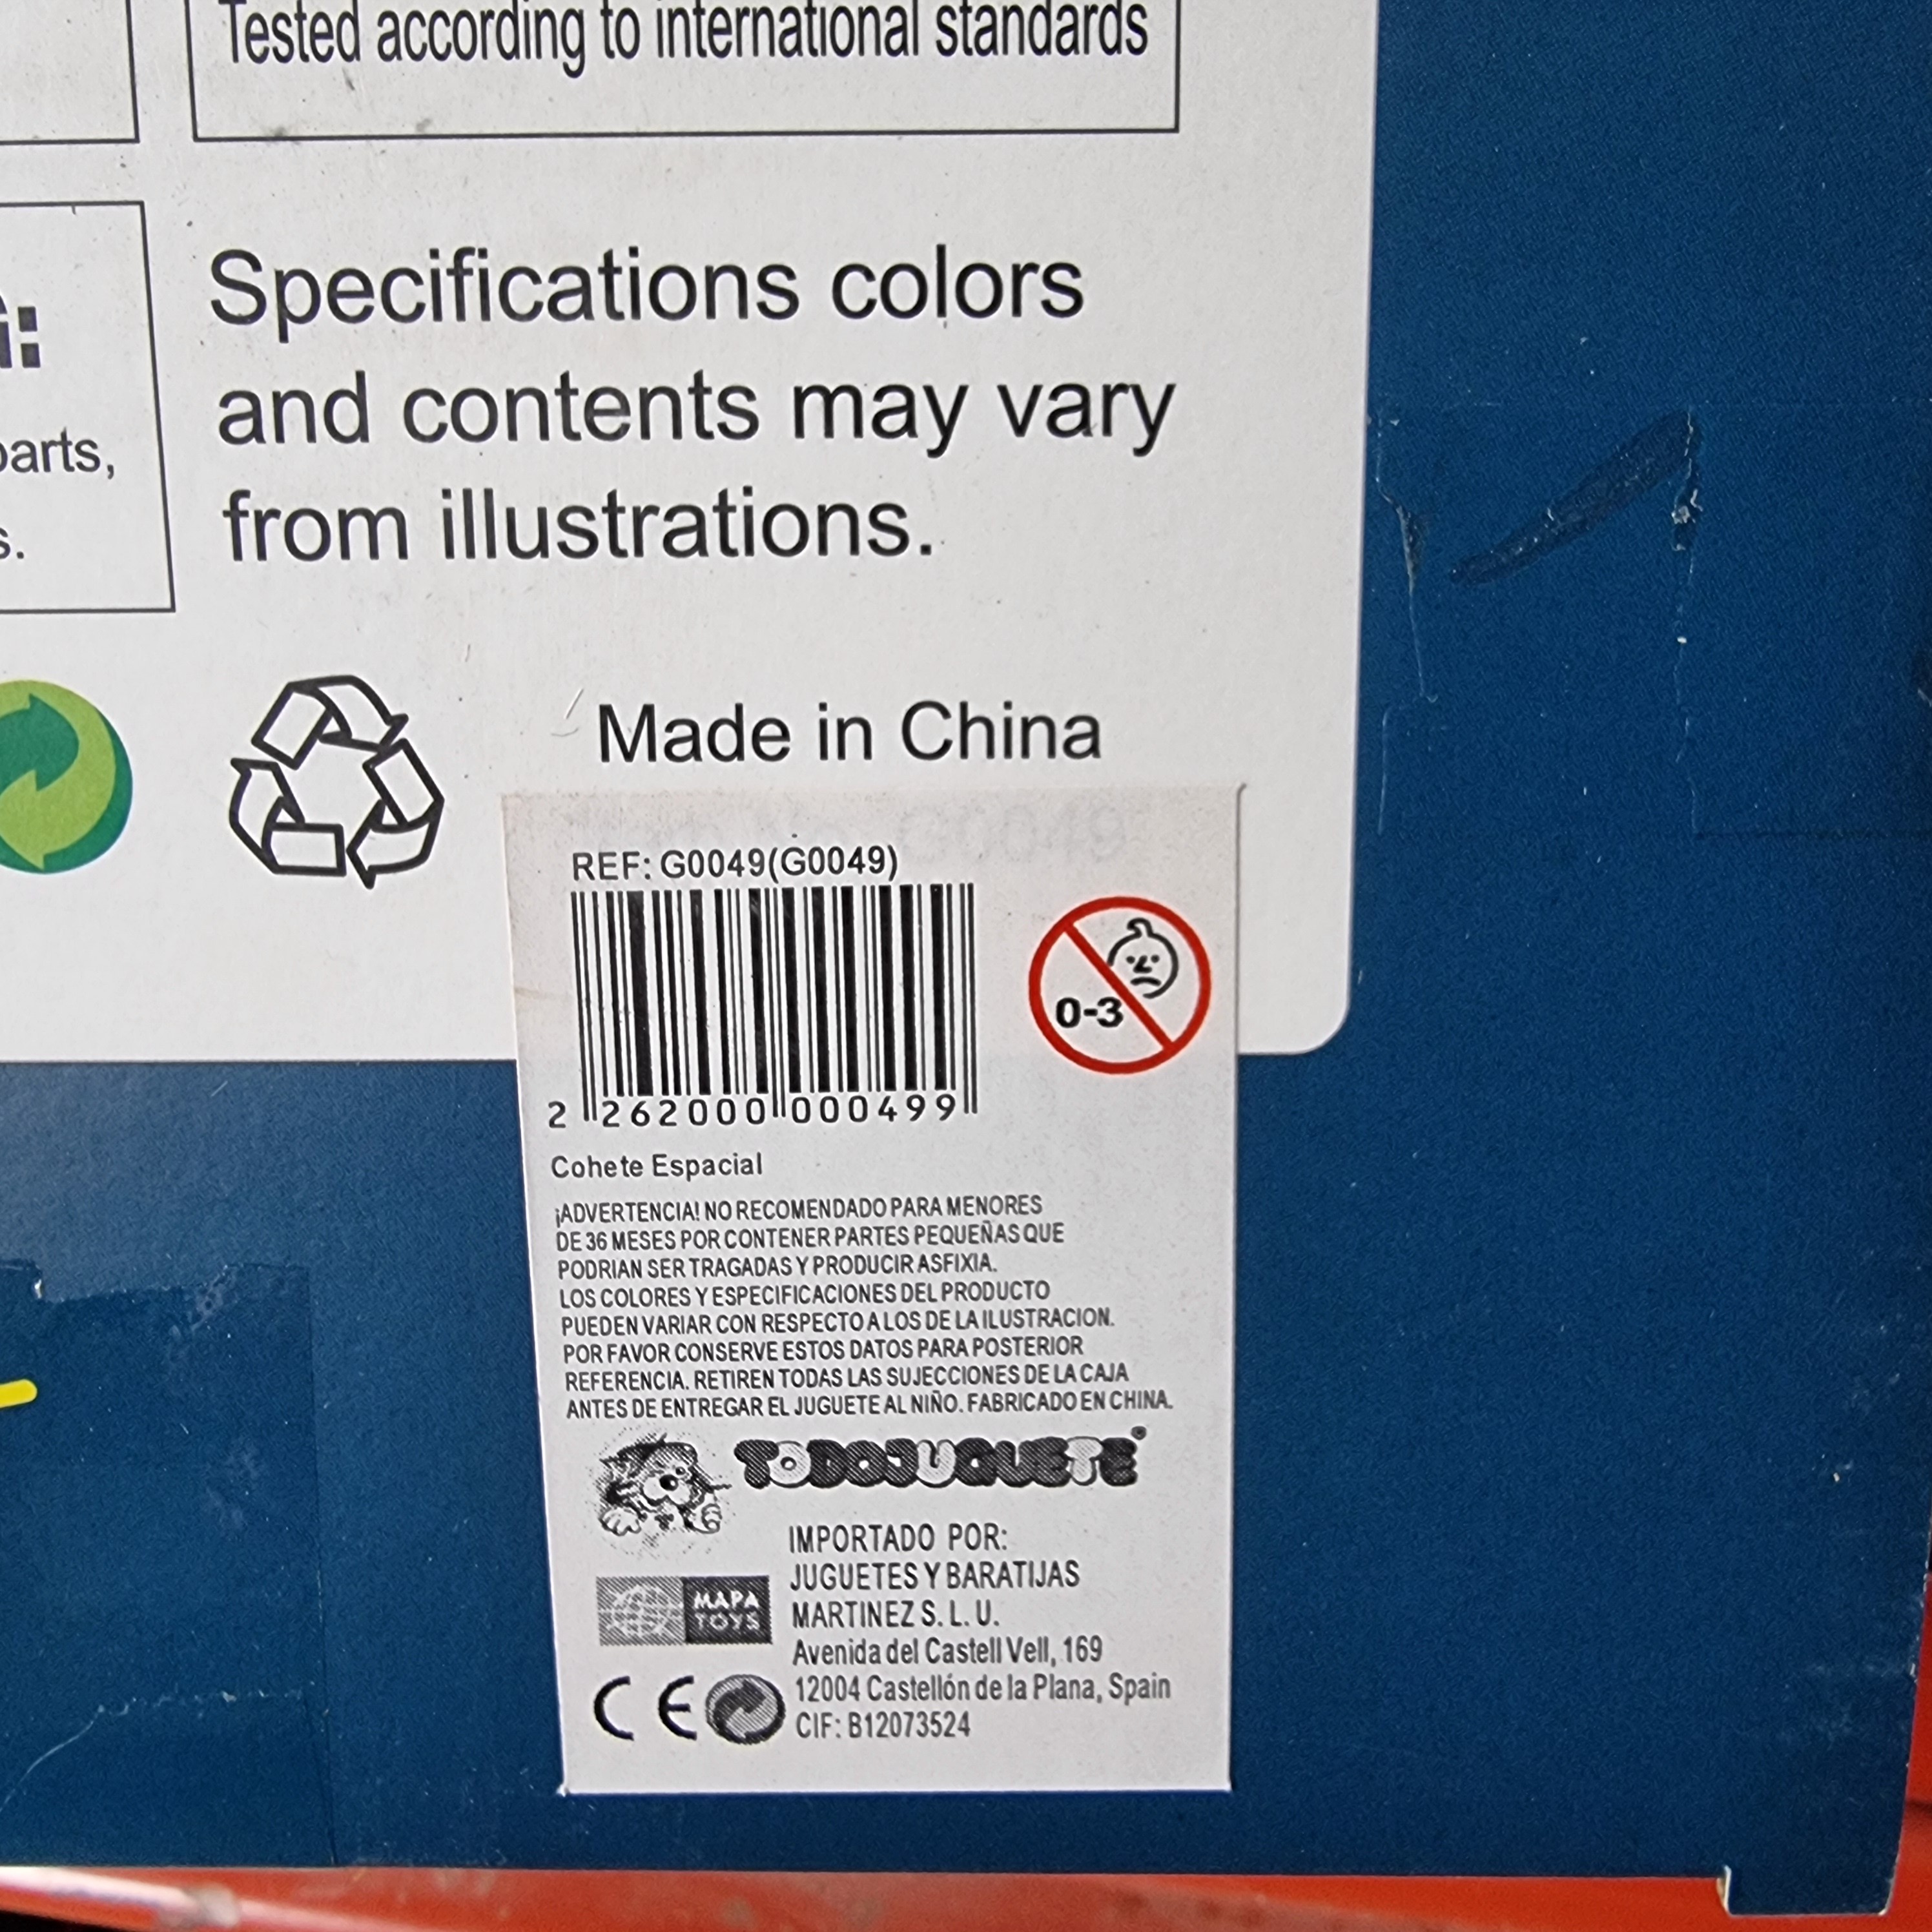 Tested according to international standards
Specifications colors
and contents may vary
from illustrations.
parts,
s.
Made in China
REF: G0049(G0049)
0-3
2 262000 000499
Cohete Espacial
¡ADVERTENCIA! NO RECOMENDADO PARA MENORES
DE 36 MESES POR CONTENER PARTES PEQUEÑAS QUE
PODRIAN SER TRAGADAS Y PRODUCIR ASFIXIA.
LOS COLORES Y ESPECIFICACIONES DEL PRODUCTO
PUEDEN VARIAR CON RESPECTO A LOS DE LA ILUSTRACION.
POR FAVOR CONSERVE ESTOS DATOS PARA POSTERIOR
REFERENCIA. RETIREN TODAS LAS SUJECCIONES DE LA CAJA
ANTES DE ENTREGAR EL JUGUETE AL NIÑO. FABRICADO EN CHINA.
TODOJUGUETE®
IMPORTADO POR:
JUGUETES Y BARATIJAS
MARTINEZ S. L. U.
Avenida del Castell Vell, 169
12004 Castellón de la Plana, Spain
CIF: B12073524
MAPA
TOYS
CE